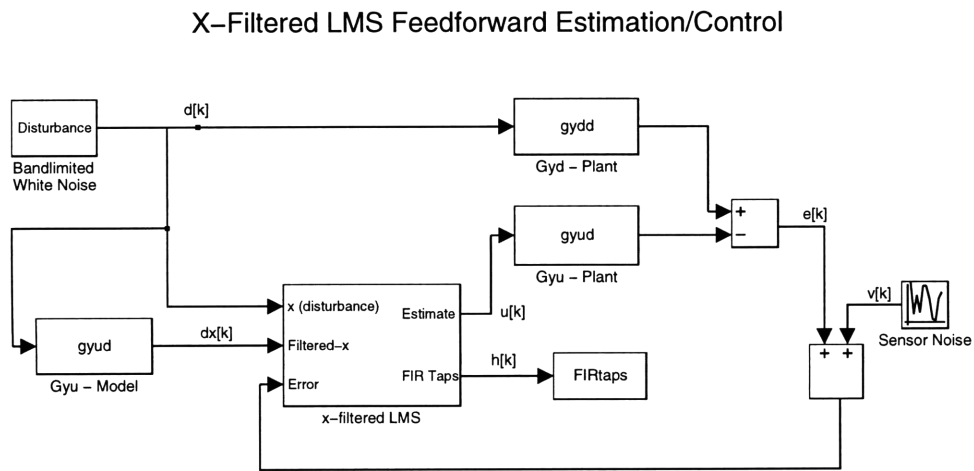 X−Filtered LMS Feedforward Estimation/Control
d[k]
Disturbance
Bandlimited
White Noise
gydd
Gyd − Plant
+
−
e[k]
gyud
Gyu − Plant
x (disturbance)
Estimate
u[k]
v[k]
Sensor Noise
gyud
Gyu − Model
dx[k]
Filtered−x
+ +
Error
FIR Taps
h[k]
FIRtaps
x−filtered LMS